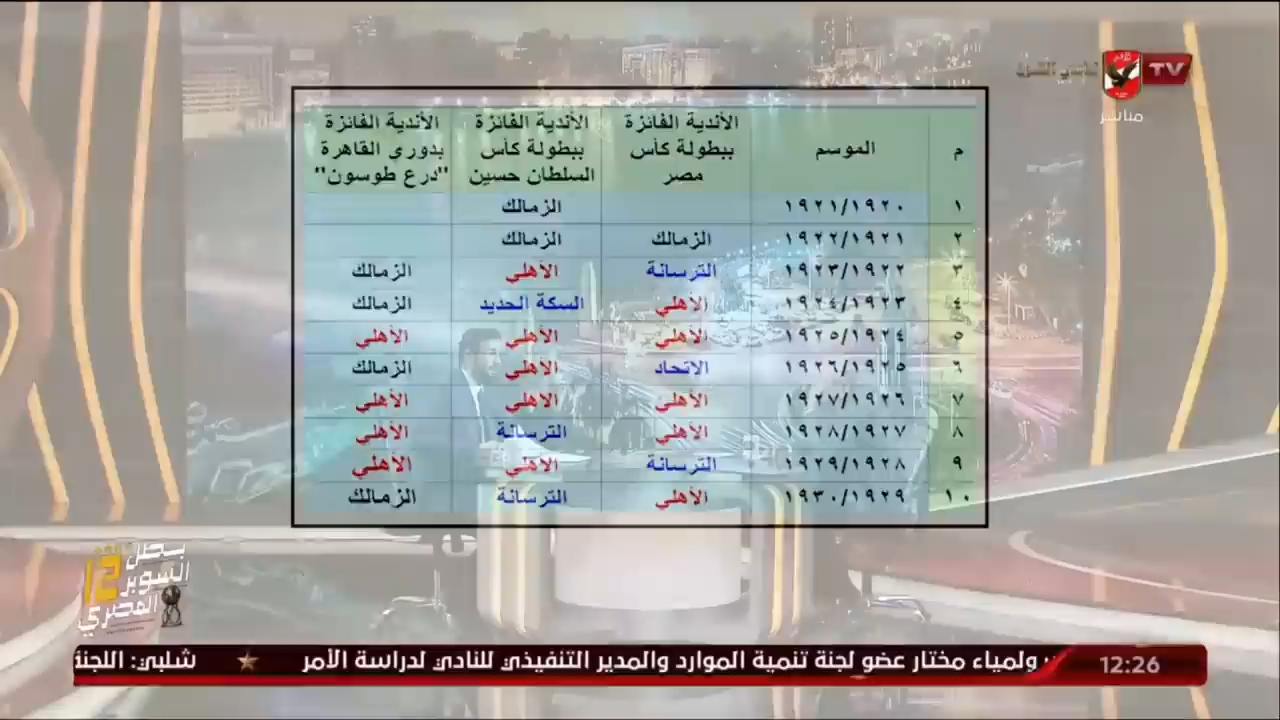 TV
مباشر
م
الموسم
الأندية الفائزة
ببطولة كأس
مصر
الأندية الفائزة
ببطولة كأس
السلطان حسين
الأندية الفائزة
بدوري القاهرة
"درع طوسون"
١ ١٩٢١/١٩٢٠ الزمالك
٢ ١٩٢٢/١٩٢١ الزمالك الزمالك
٣ ١٩٢٣/١٩٢٢ الترسانة الأهلي الزمالك
٤ ١٩٢٤/١٩٢٣ الأهلي السكة الحديد الزمالك
٥ ١٩٢٥/١٩٢٤ الأهلي الأهلي الأهلي
٦ ١٩٢٦/١٩٢٥ الاتحاد الأهلي الزمالك
٧ ١٩٢٧/١٩٢٦ الأهلي الأهلي الأهلي
٨ ١٩٢٨/١٩٢٧ الأهلي الترسانة الأهلي
٩ ١٩٢٩/١٩٢٨ الترسانة الأهلي الأهلي
١٠ ١٩٣٠/١٩٢٩ الأهلي الترسانة الزمالك
بطل
السوبر 12
المصري
ولمياء مختار عضو لجنة تنمية الموارد والمدير التنفيذي للنادي لدراسة الأمر ★ شلبي: اللجنة
12:26